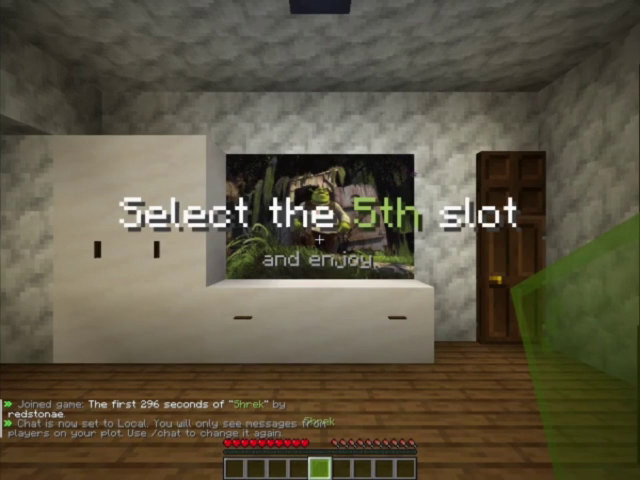 Select the 5th slot
and enjoy
» Joined game: The first 296 seconds of "Shrek" by
redstonae.
» Chat is now set to Local. You will only see messages from
players on your plot. Use /chat to change it again.
Shrek